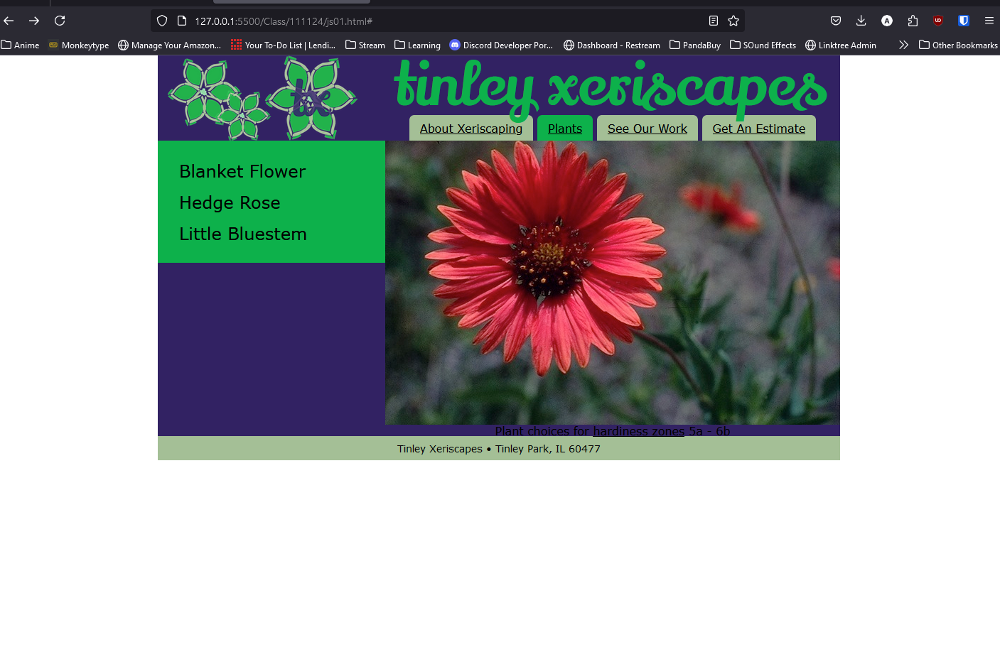 127.0.0.1:5500/Class/111124/js01.html#
Anime Monkeytype Manage Your Amazon... Your To-Do List | Lendi... Stream Learning Discord Developer Por... Dashboard - Restream PandaBuy SOund Effects Linktree Admin Other Bookmarks
tx
tinley xeriscapes
About Xeriscaping Plants See Our Work Get An Estimate
Blanket Flower
Hedge Rose
Little Bluestem
Plant choices for hardiness zones 5a - 6b
Tinley Xeriscapes • Tinley Park, IL 60477